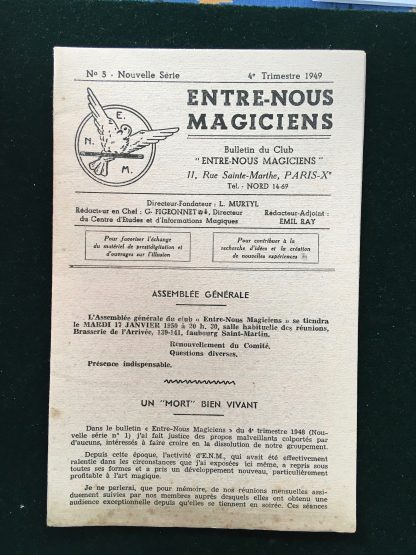 No 5 - Nouvelle Série
4e Trimestre 1949
E.
N.
M.
ENTRE-NOUS
MAGICIENS
Bulletin du Club
"ENTRE-NOUS MAGICIENS"
11, Rue Sainte-Marthe, PARIS-Xe
Tél. - NORD 14-69
Directeur-Fondateur : L. MURTYL
Rédactr-en Chef : G. PIGEONNET, Directeur
du Centre d'Études et d'Informations Magiques
Rédacteur-Adjoint :
EMIL RAY
Pour favoriser l'échange
du matériel de prestidigitation et
d'ouvrages sur l'illusion
Pour contribuer à la
recherche d'idées et la création
de nouvelles expériences
ASSEMBLÉE GÉNÉRALE
L'Assemblée générale du club « Entre-Nous Magiciens » se tiendra
le MARDI 17 JANVIER 1950 à 20 h. 30, salle habituelle des réunions,
Brasserie de l'Arrivée, 139-141, faubourg Saint-Martin.
Renouvellement du Comité.
Questions diverses.
Présence indispensable.
UN "MORT" BIEN VIVANT
Dans le bulletin « Entre-Nous Magiciens » du 4e trimestre 1948 (Nou-
velle série n° 1) j'ai fait justice des propos malveillants colportés par
d'aucuns, intéressés à faire croire en la dissolution de notre groupement.
Depuis cette époque, l'activité d'E.N.M., qui avait été effectivement
ralentie dans les circonstances que j'ai exposées ici même, a repris sous
toutes ses formes et a pris un développement nouveau, particulièrement
profitable à l'art magique.
Je ne parlerai, que pour mémoire, de nos réunions mensuelles assi-
duement suivies par nos membres auprès desquels elles ont obtenu une
audience exceptionnelle depuis qu'elles se tiennent en soirée. Ces séances